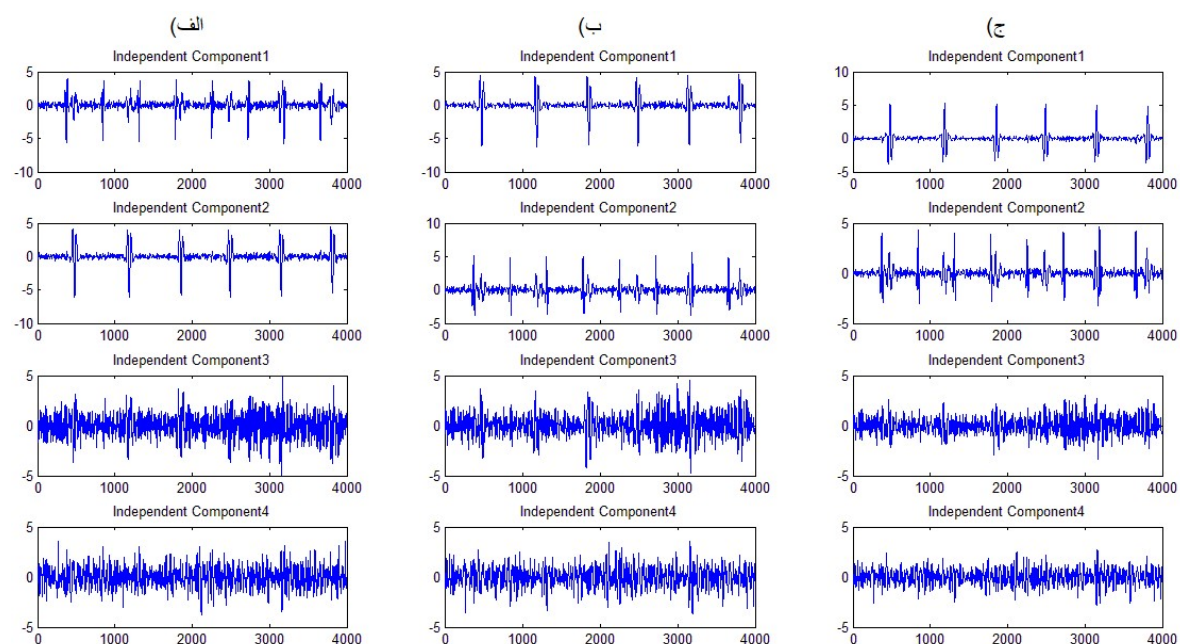 الف) ب) ج)
Independent Component1 Independent Component1 Independent Component1
5 5 10
0 0 5
-5 -5 0
-10 -10 -5
0 1000 2000 3000 4000 0 1000 2000 3000 4000 0 1000 2000 3000 4000
Independent Component2 Independent Component2 Independent Component2
5 10 5
0 5 0
-5 0
-10 -5 -5
0 1000 2000 3000 4000 0 1000 2000 3000 4000 0 1000 2000 3000 4000
Independent Component3 Independent Component3 Independent Component3
5 5 5
0 0 0
-5 -5 -5
0 1000 2000 3000 4000 0 1000 2000 3000 4000 0 1000 2000 3000 4000
Independent Component4 Independent Component4 Independent Component4
5 5 5
0 0 0
-5 -5 -5
0 1000 2000 3000 4000 0 1000 2000 3000 4000 0 1000 2000 3000 4000